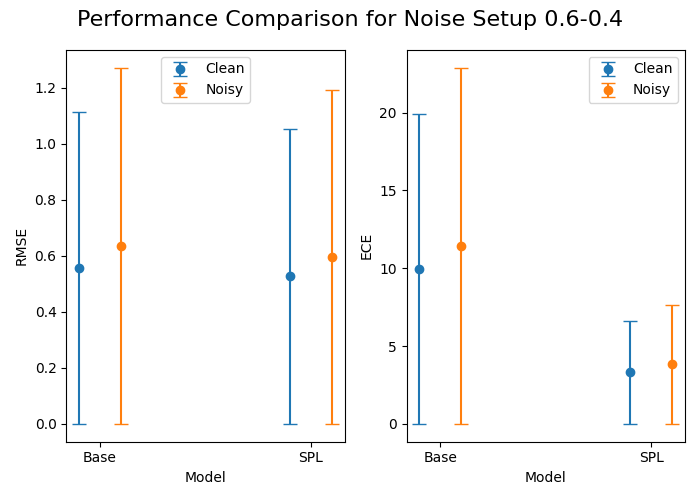 Performance Comparison for Noise Setup 0.6-0.4
Clean
Noisy
1.2
1.0
0.8
0.6
0.4
0.2
0.0
RMSE
Base
SPL
Model
Clean
Noisy
20
15
10
5
0
ECE
Base
SPL
Model